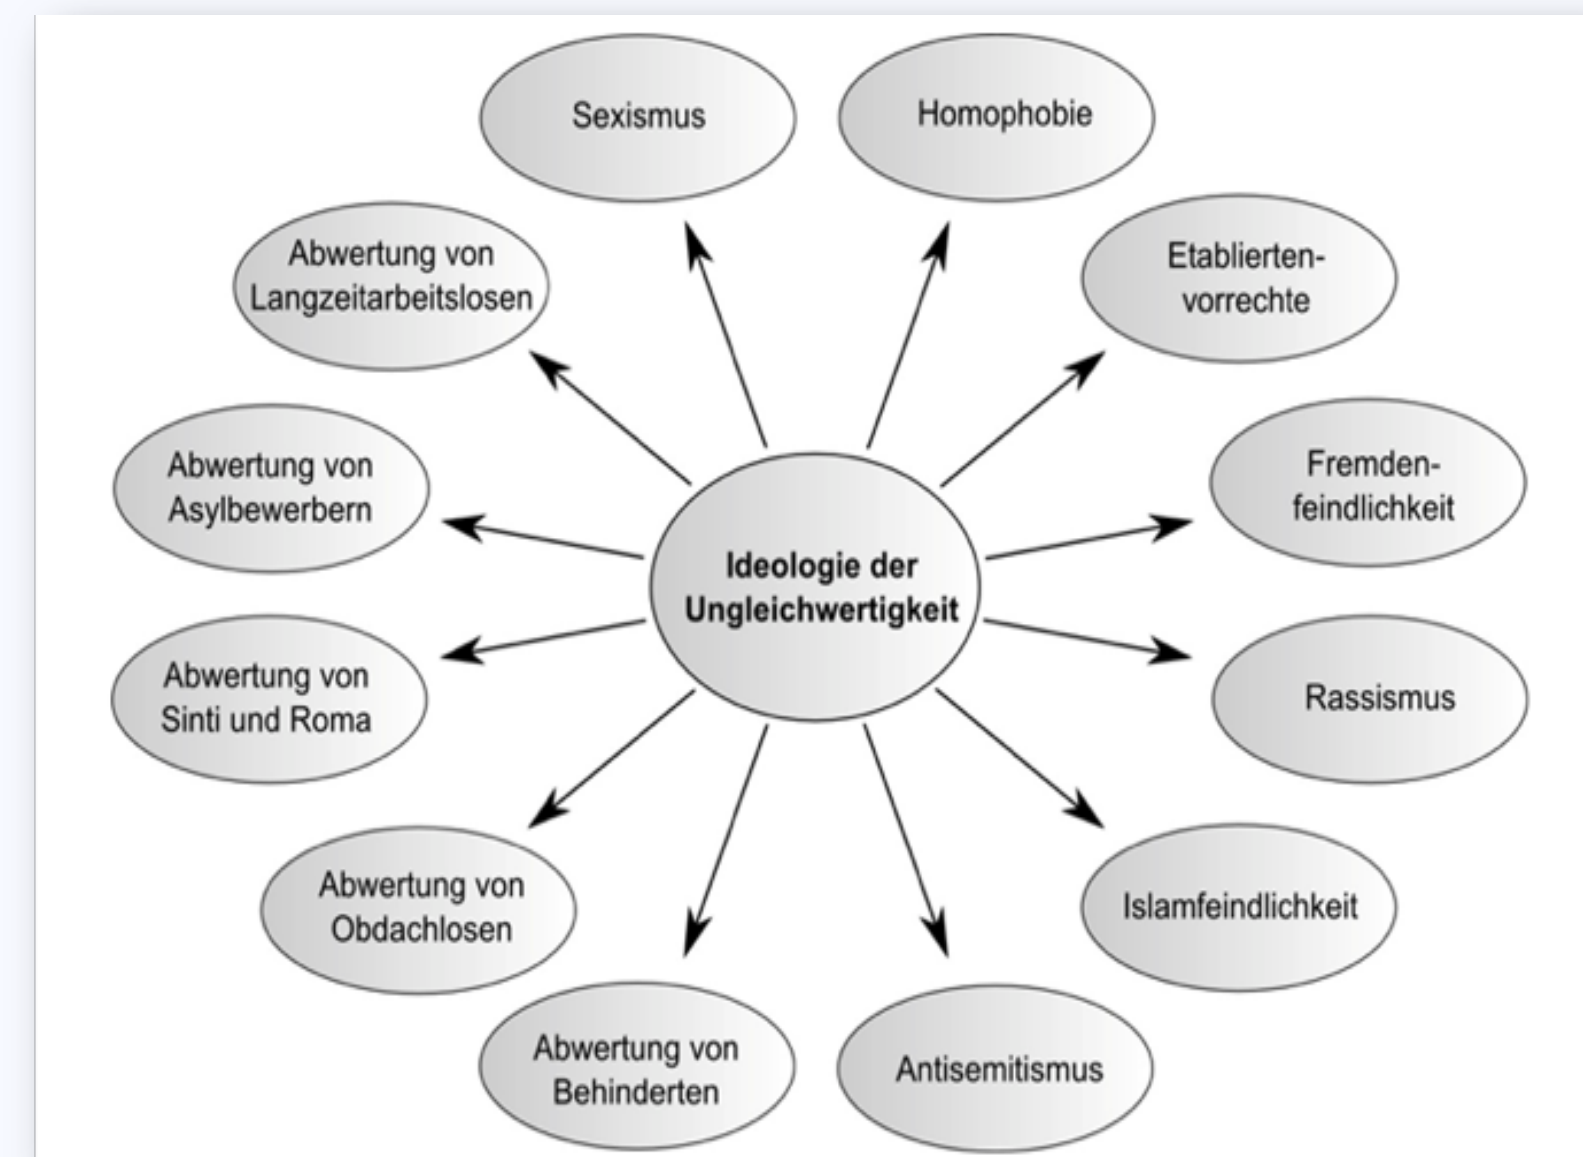 Sexismus
Homophobie
Abwertung von
Langzeitarbeitslosen
Etablierten-
vorrechte
Abwertung von
Asylbewerbern
Fremden-
feindlichkeit
Ideologie der
Ungleichwertigkeit
Abwertung von
Sinti und Roma
Rassismus
Abwertung von
Obdachlosen
Islamfeindlichkeit
Abwertung von
Behinderten
Antisemitismus